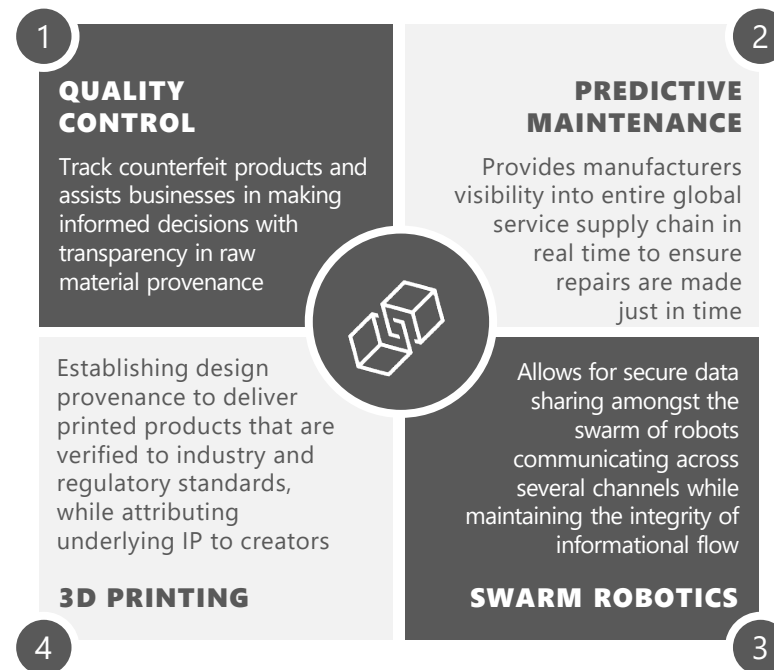 1
QUALITY
CONTROL
Track counterfeit products and
assists businesses in making
informed decisions with
transparency in raw
material provenance
2
PREDICTIVE
MAINTENANCE
Provides manufacturers
visibility into entire global
service supply chain in
real time to ensure
repairs are made
just in time
Allows for secure data
sharing amongst the
swarm of robots
communicating across
several channels while
maintaining the integrity of
informational flow
SWARM ROBOTICS
3
Establishing design
provenance to deliver
printed products that are
verified to industry and
regulatory standards,
while attributing
underlying IP to creators
3D PRINTING
4